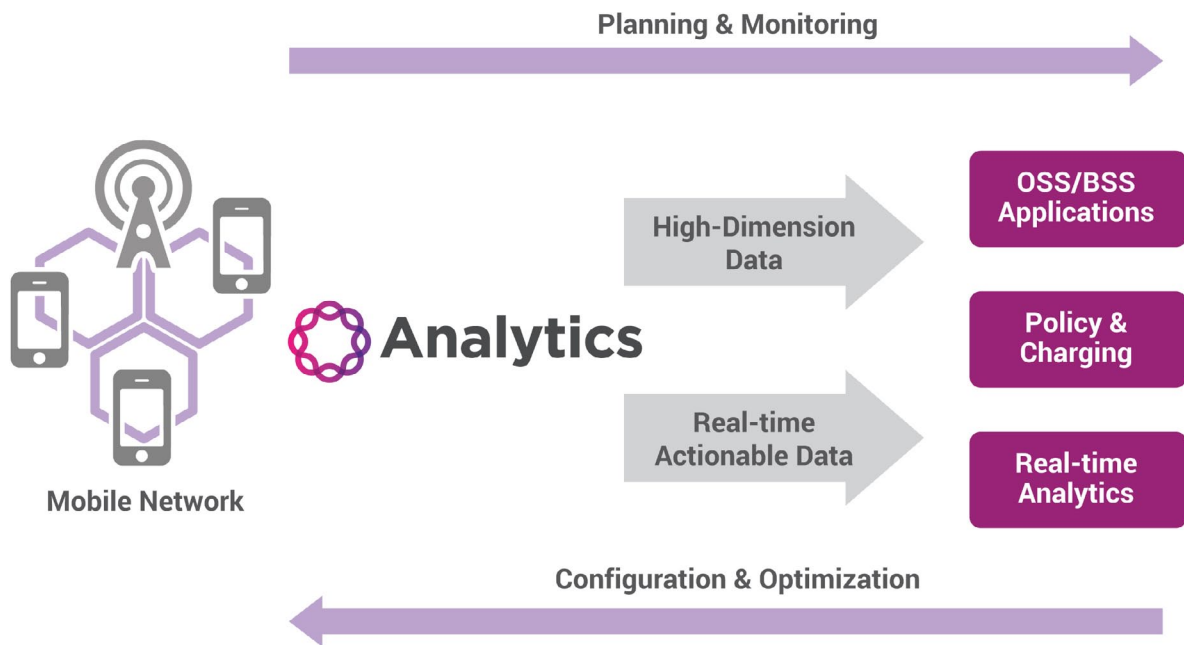 Planning & Monitoring
OSS/BSS
Applications
High-Dimension
Data
Policy &
Charging
Analytics
Real-time
Actionable Data
Real-time
Analytics
Mobile Network
Configuration & Optimization